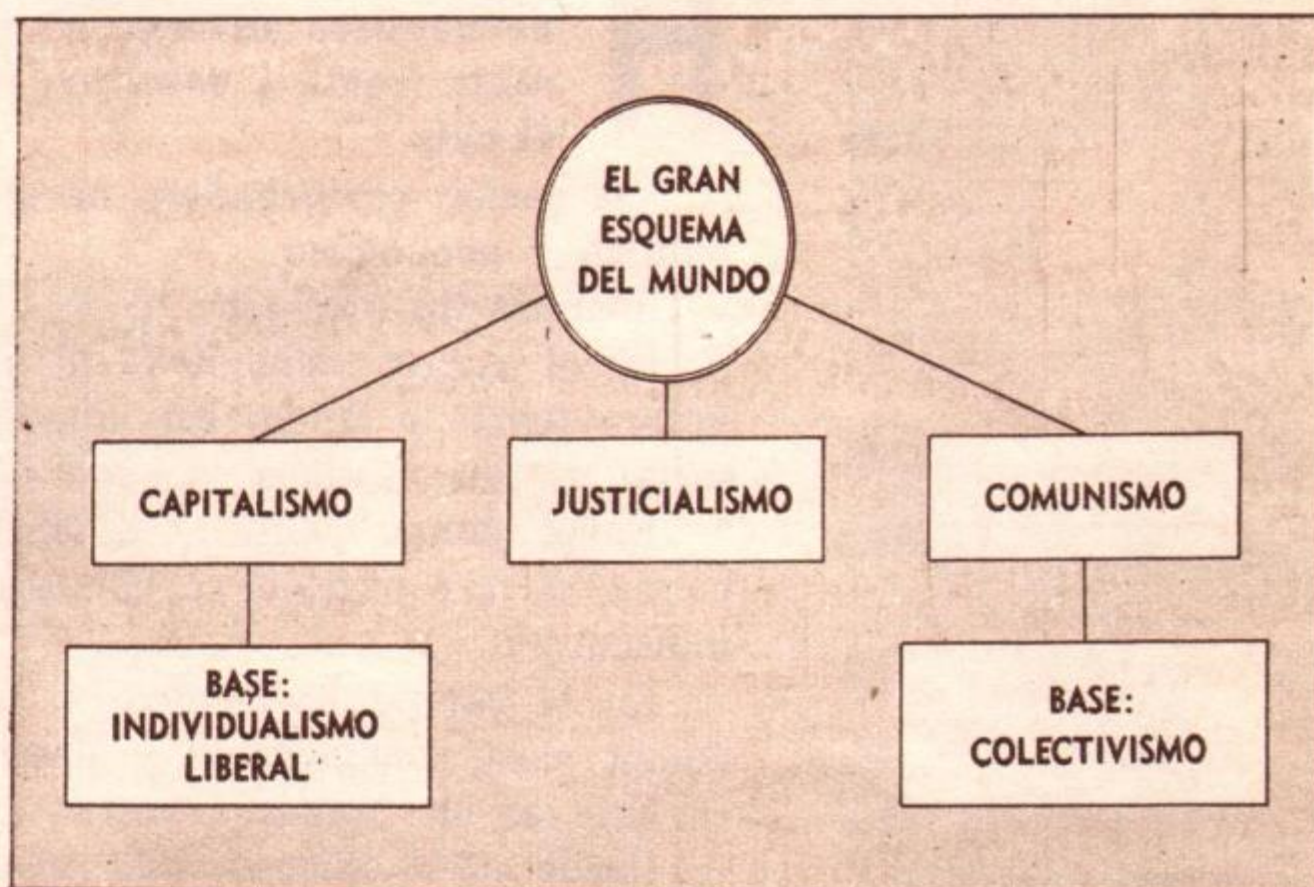 EL GRAN
ESQUEMA
DEL MUNDO
CAPITALISMO
JUSTICIALISMO
COMUNISMO
BASE:
INDIVIDUALISMO
LIBERAL
BASE:
COLECTIVISMO